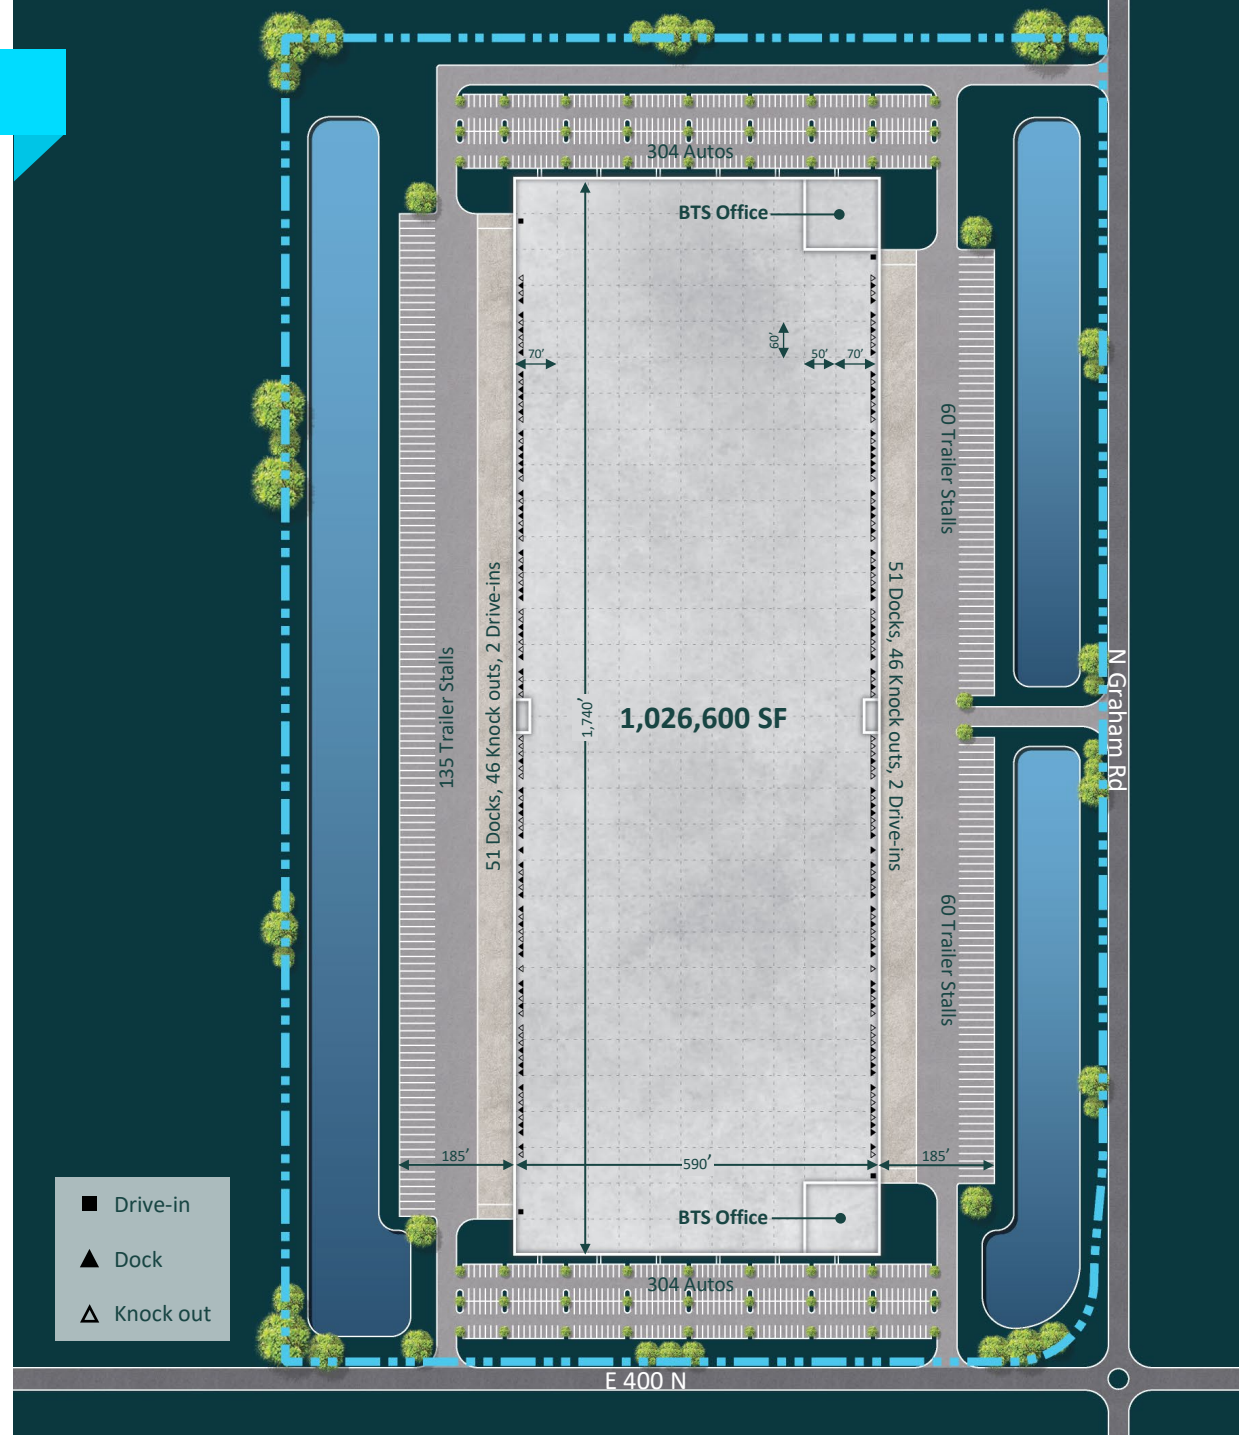 304 Autos
BTS Office
60'
70'
50'
70'
60 Trailer Stalls
51 Docks, 46 Knock outs, 2 Drive-ins
51 Docks, 46 Knock outs, 2 Drive-ins
135 Trailer Stalls
1,740'
1,026,600 SF
N Graham Rd
60 Trailer Stalls
185'
590'
185'
BTS Office
Drive-in
Dock
Knock out
304 Autos
E 400 N